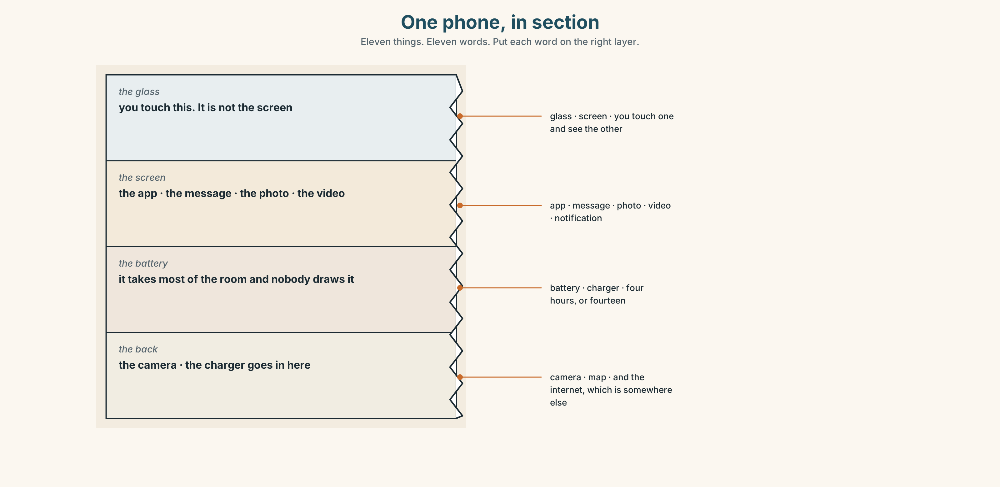 One phone, in section
Eleven things. Eleven words. Put each word on the right layer.
the glass
you touch this. It is not the screen
glass · screen · you touch one
and see the other
the screen
the app · the message · the photo · the video
app · message · photo · video
· notification
the battery
it takes most of the room and nobody draws it
battery · charger · four
hours, or fourteen
the back
the camera · the charger goes in here
camera · map · and the
internet, which is somewhere
else